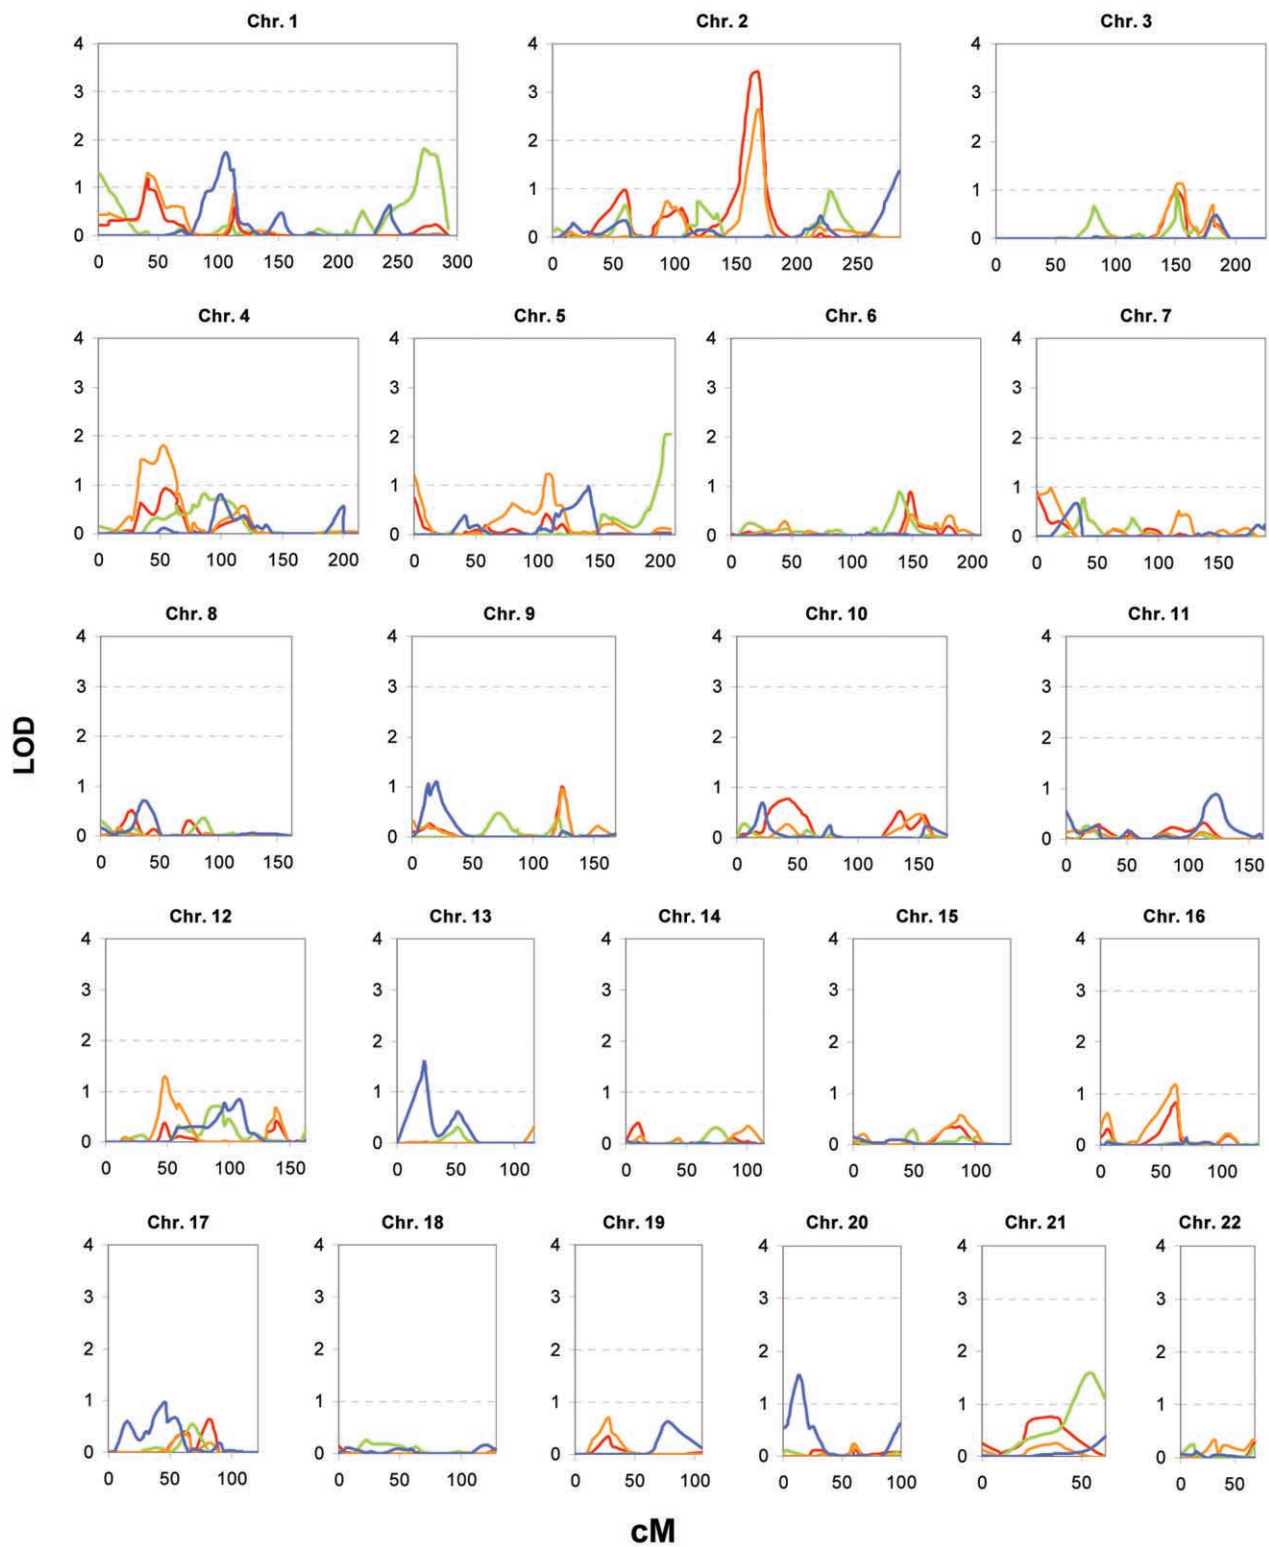 Chr. 1 Chr. 2 Chr. 3
4 4 4
3 3 3
2 2 2
1 1 1
0 0 0
0 50 100 150 200 250 300 0 50 100 150 200 250 0 50 100 150 200
Chr. 4 Chr. 5 Chr. 6 Chr. 7
4 4 4 4
3 3 3 3
2 2 2 2
1 1 1 1
0 0 0 0
0 50 100 150 200 0 50 100 150 200 0 50 100 150 200 0 50 100 150
Chr. 8 Chr. 9 Chr. 10 Chr. 11
4 4 4 4
3 3 3 3
LOD
2 2 2 2
1 1 1 1
0 0 0 0
0 50 100 150 0 50 100 150 0 50 100 150 0 50 100 150
Chr. 12 Chr. 13 Chr. 14 Chr. 15 Chr. 16
4 4 4 4 4
3 3 3 3 3
2 2 2 2 2
1 1 1 1 1
0 0 0 0 0
0 50 100 150 0 50 100 0 50 100 0 50 100 0 50 100
Chr. 17 Chr. 18 Chr. 19 Chr. 20 Chr. 21 Chr. 22
4 4 4 4 4 4
3 3 3 3 3 3
2 2 2 2 2 2
1 1 1 1 1 1
0 0 0 0 0 0
0 50 100 0 50 100 0 50 100 0 50 100 0 50 0 50
cM